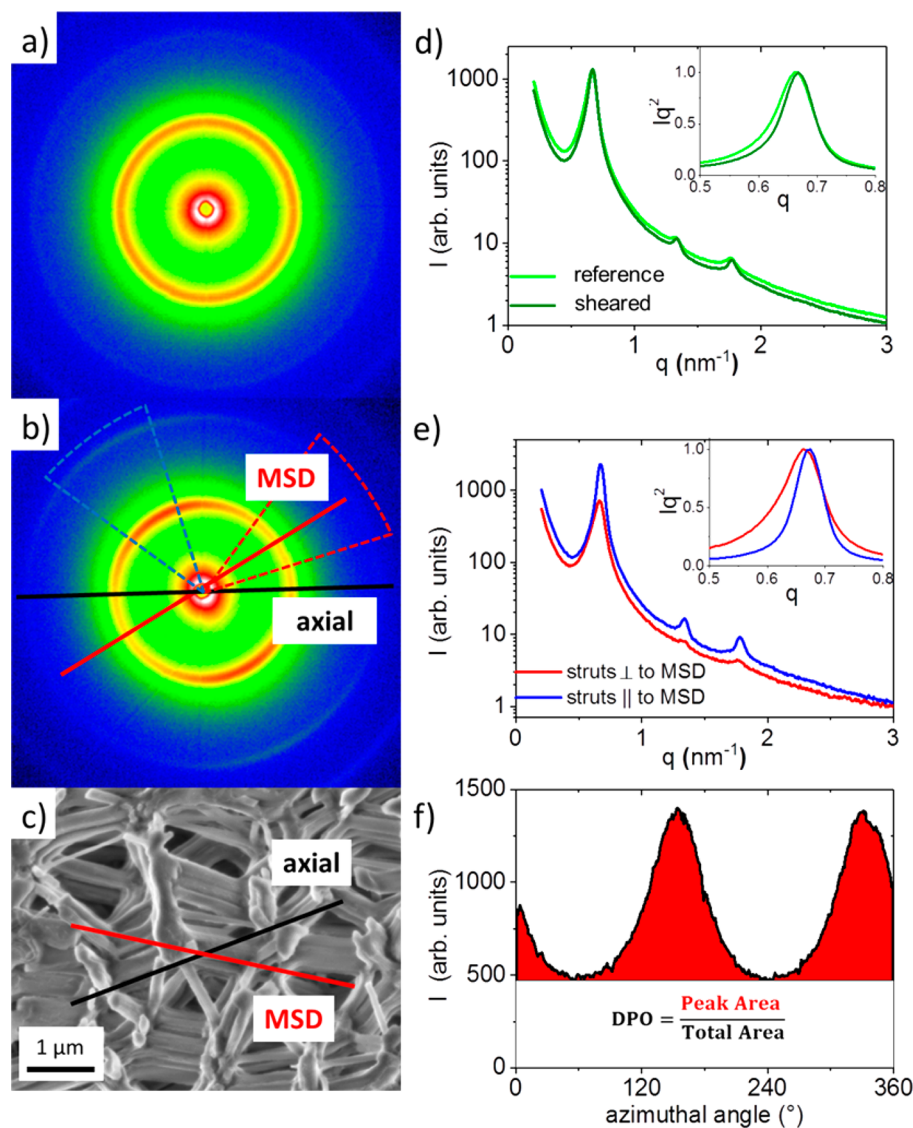 a)
b)
MSD
axial
c)
axial
MSD
1 μm
d)
1000
100
10
1
I (arb. units)
0
1
2
3
q (nm⁻¹)
reference
sheared
1.0
0.5
0.0
Iq²
0.5
0.6
0.7
0.8
q
e)
1000
100
10
1
I (arb. units)
0
1
2
3
q (nm⁻¹)
struts ⊥ to MSD
struts || to MSD
1.0
0.5
0.0
Iq²
0.5
0.6
0.7
0.8
q
f)
1500
1000
500
0
I (arb. units)
DPO = Peak Area / Total Area
0
120
240
360
azimuthal angle (°)